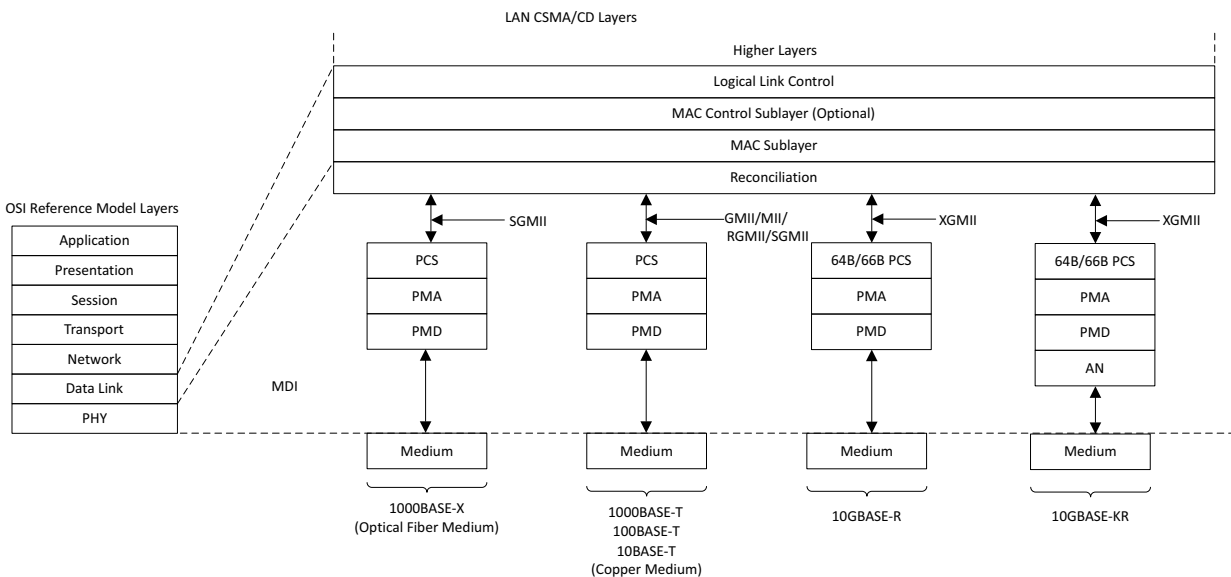 LAN CSMA/CD Layers
Higher Layers
Logical Link Control
MAC Control Sublayer (Optional)
MAC Sublayer
Reconciliation
OSI Reference Model Layers
Application
Presentation
Session
Transport
Network
Data Link
PHY
MDI
SGMII
PCS
PMA
PMD
Medium
1000BASE-X
(Optical Fiber Medium)
GMII/MII/
RGMII/SGMII
PCS
PMA
PMD
Medium
1000BASE-T
100BASE-T
10BASE-T
(Copper Medium)
XGMII
64B/66B PCS
PMA
PMD
Medium
10GBASE-R
XGMII
64B/66B PCS
PMA
PMD
AN
Medium
10GBASE-KR